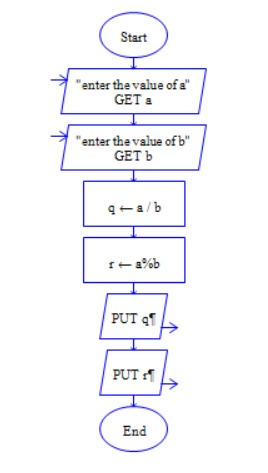 Start
"enter the value of a"
GET a
"enter the value of b"
GET b
q ← a / b
r ← a%b
PUT q¶
PUT r¶
End